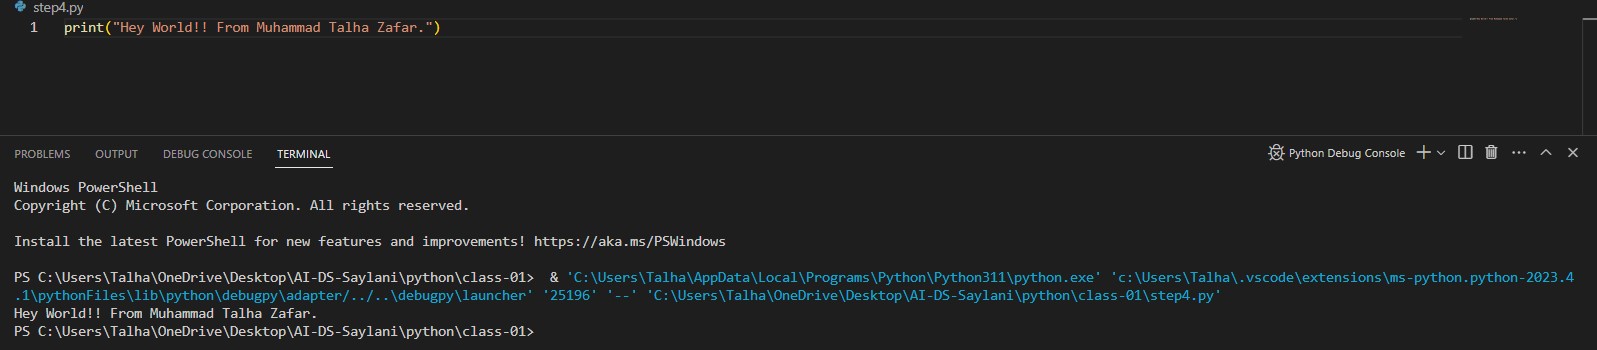 step4.py
1 print("Hey World!! From Muhammad Talha Zafar.")
PROBLEMS OUTPUT DEBUG CONSOLE TERMINAL Python Debug Console
Windows PowerShell
Copyright (C) Microsoft Corporation. All rights reserved.
Install the latest PowerShell for new features and improvements! https://aka.ms/PSWindows
PS C:\Users\Talha\OneDrive\Desktop\AI-DS-Saylani\python\class-01>  & 'C:\Users\Talha\AppData\Local\Programs\Python\Python311\python.exe' 'c:\Users\Talha\.vscode\extensions\ms-python.python-2023.4
.1\pythonFiles\lib\python\debugpy\adapter/../..\debugpy\launcher' '25196' '--' 'C:\Users\Talha\OneDrive\Desktop\AI-DS-Saylani\python\class-01\step4.py'
Hey World!! From Muhammad Talha Zafar.
PS C:\Users\Talha\OneDrive\Desktop\AI-DS-Saylani\python\class-01>